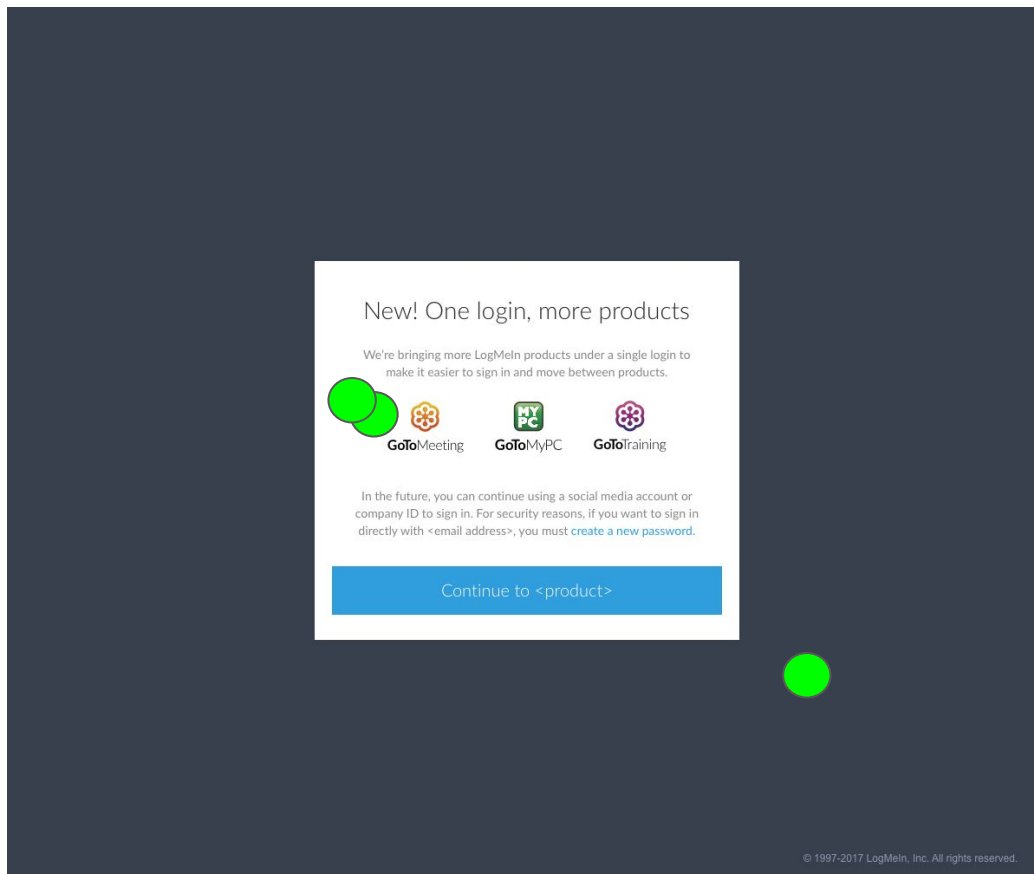 New! One login, more products
We're bringing more LogMeIn products under a single login to
make it easier to sign in and move between products.
MY
PC
GoToMeeting
GoToMyPC
GoToTraining
In the future, you can continue using a social media account or
company ID to sign in. For security reasons, if you want to sign in
directly with <email address>, you must create a new password.
Continue to <product>
© 1997-2017 LogMeIn, Inc. All rights reserved.